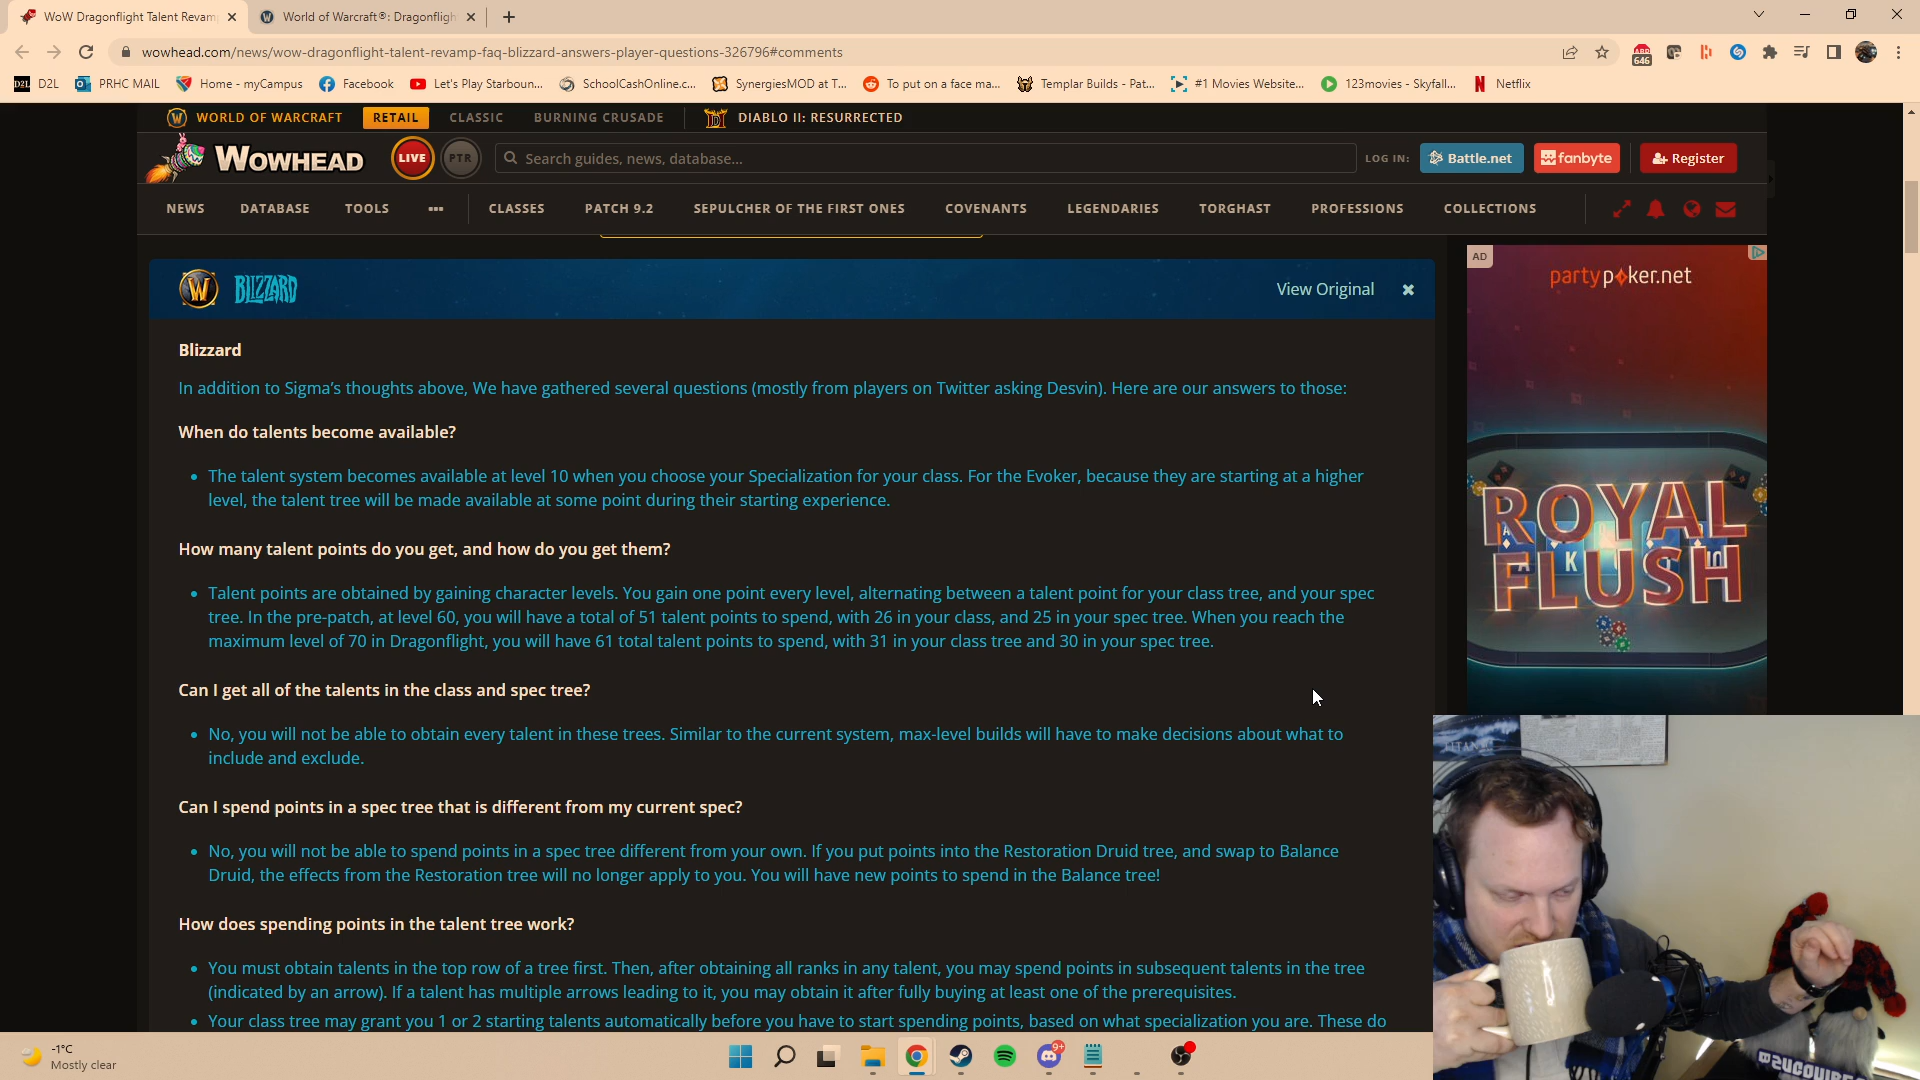 WoW Dragonflight Talent Revam
World of Warcraft®: Dragonfligh
wowhead.com/news/wow-dragonflight-talent-revamp-faq-blizzard-answers-player-questions-326796#comments
646
D2L
D2L
PRHC MAIL
Home - myCampus
Facebook
Let's Play Starboun...
SchoolCashOnline.c...
SynergiesMOD at T...
To put on a face ma...
Templar Builds - Pat...
#1 Movies Website...
123movies - Skyfall...
Netflix
WORLD OF WARCRAFT
RETAIL
CLASSIC
BURNING CRUSADE
DIABLO II: RESURRECTED
WOWHEAD
LIVE
PTR
Search guides, news, database...
LOG IN:
Battle.net
fanbyte
Register
NEWS
DATABASE
TOOLS
CLASSES
PATCH 9.2
SEPULCHER OF THE FIRST ONES
COVENANTS
LEGENDARIES
TORGHAST
PROFESSIONS
COLLECTIONS
BLIZZARD
View Original
Blizzard
In addition to Sigma's thoughts above, We have gathered several questions (mostly from players on Twitter asking Desvin). Here are our answers to those:
When do talents become available?
The talent system becomes available at level 10 when you choose your Specialization for your class. For the Evoker, because they are starting at a higher
level, the talent tree will be made available at some point during their starting experience.
How many talent points do you get, and how do you get them?
Talent points are obtained by gaining character levels. You gain one point every level, alternating between a talent point for your class tree, and your spec
tree. In the pre-patch, at level 60, you will have a total of 51 talent points to spend, with 26 in your class, and 25 in your spec tree. When you reach the
maximum level of 70 in Dragonflight, you will have 61 total talent points to spend, with 31 in your class tree and 30 in your spec tree.
Can I get all of the talents in the class and spec tree?
No, you will not be able to obtain every talent in these trees. Similar to the current system, max-level builds will have to make decisions about what to
include and exclude.
Can I spend points in a spec tree that is different from my current spec?
No, you will not be able to spend points in a spec tree different from your own. If you put points into the Restoration Druid tree, and swap to Balance
Druid, the effects from the Restoration tree will no longer apply to you. You will have new points to spend in the Balance tree!
How does spending points in the talent tree work?
You must obtain talents in the top row of a tree first. Then, after obtaining all ranks in any talent, you may spend points in subsequent talents in the tree
(indicated by an arrow). If a talent has multiple arrows leading to it, you may obtain it after fully buying at least one of the prerequisites.
Your class tree may grant you 1 or 2 starting talents automatically before you have to start spending points, based on what specialization you are. These do
AD
partypoker.net
ROYAL
FLUSH
-1°C
Mostly clear
9+